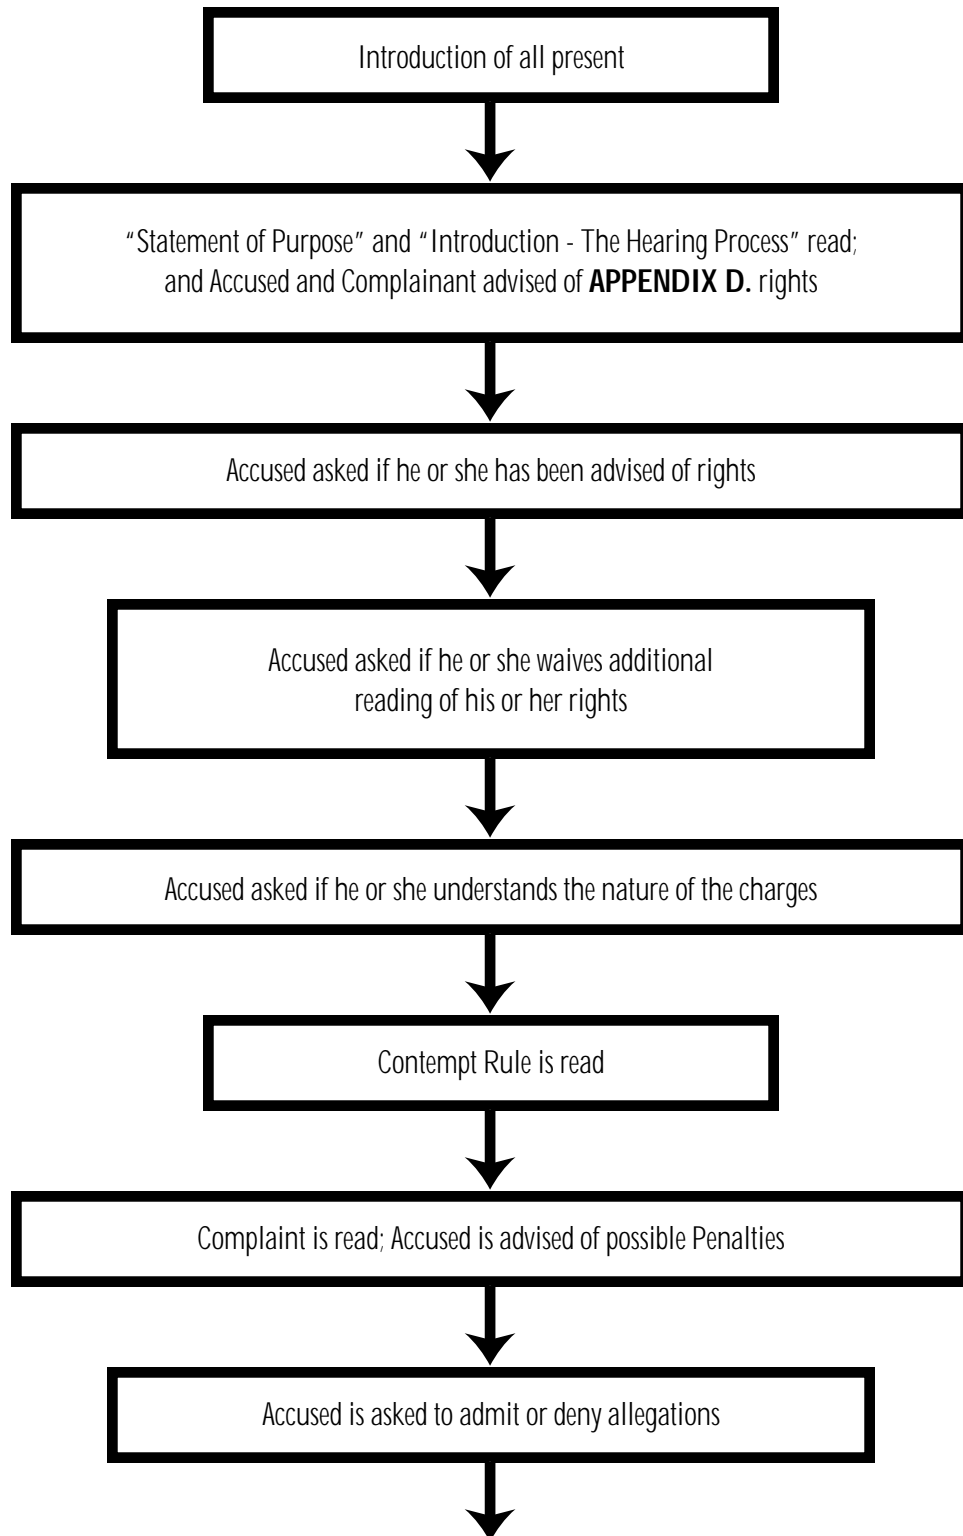 Introduction of all present
“Statement of Purpose” and “Introduction - The Hearing Process” read;
and Accused and Complainant advised of APPENDIX D. rights
Accused asked if he or she has been advised of rights
Accused asked if he or she waives additional
reading of his or her rights
Accused asked if he or she understands the nature of the charges
Contempt Rule is read
Complaint is read; Accused is advised of possible Penalties
Accused is asked to admit or deny allegations